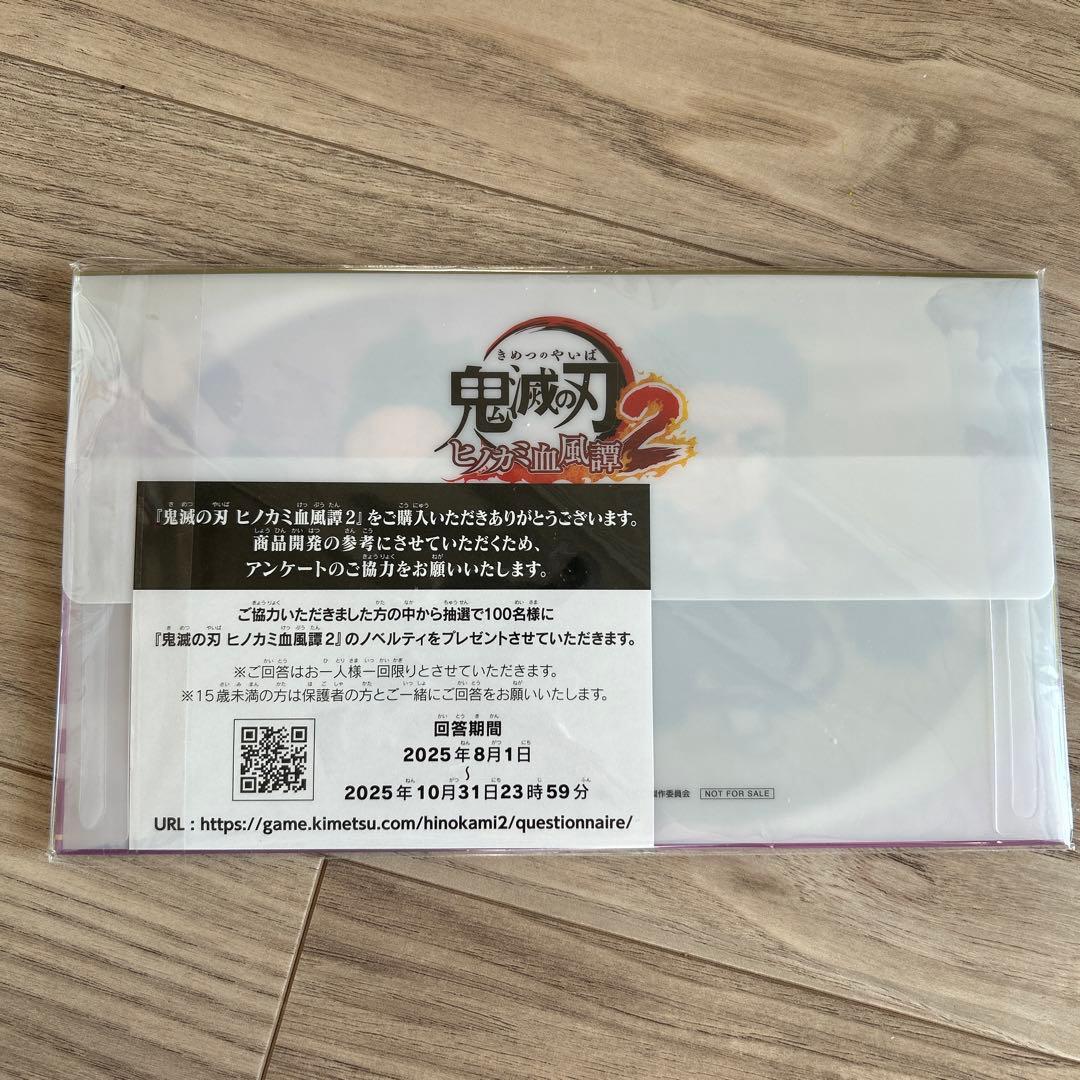 きめつのやいば
鬼滅の刃
ヒノカミ血風譚2
『鬼滅の刃 ヒノカミ血風譚2』をご購入いただきありがとうございます。
商品開発の参考にさせていただくため、
アンケートのご協力をお願いいたします。
ご協力いただきました方の中から抽選で100名様に
『鬼滅の刃 ヒノカミ血風譚2』のノベルティをプレゼントさせていただきます。
※ご回答はお一人様一回限りとさせていただきます。
※15歳未満の方は保護者の方とご一緒にご回答をお願いいたします。
回答期間
2025年8月1日
~
2025年10月31日23時59分
URL : https://game.kimetsu.com/hinokami2/questionnaire/
製作委員会 NOT FOR SALE